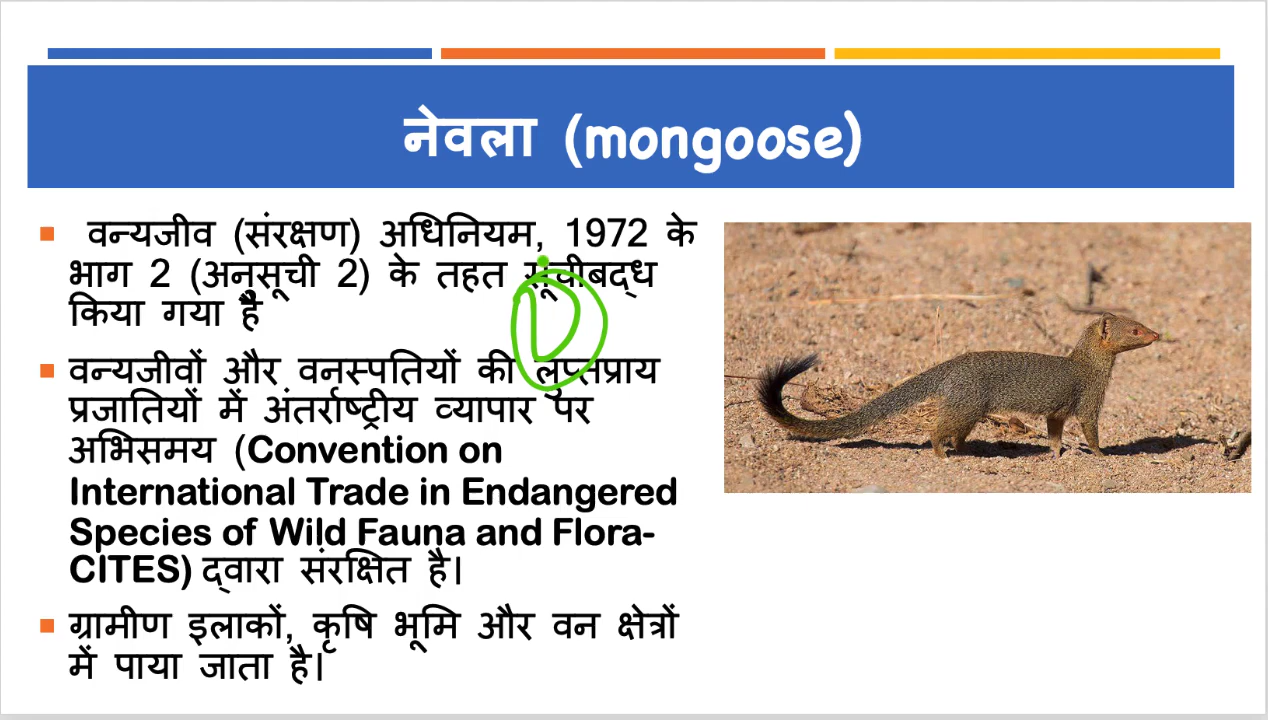 नेवला (mongoose)
वन्यजीव (संरक्षण) अधिनियम, 1972 के
भाग 2 (अनुसूची 2) के तहत सूचीबद्ध
किया गया है
वन्यजीवों और वनस्पतियों की लुप्तप्राय
प्रजातियों में अंतर्राष्ट्रीय व्यापार पर
अभिसमय (Convention on
International Trade in Endangered
Species of Wild Fauna and Flora-
CITES) द्वारा संरक्षित है।
ग्रामीण इलाकों, कृषि भूमि और वन क्षेत्रों
में पाया जाता है।
D